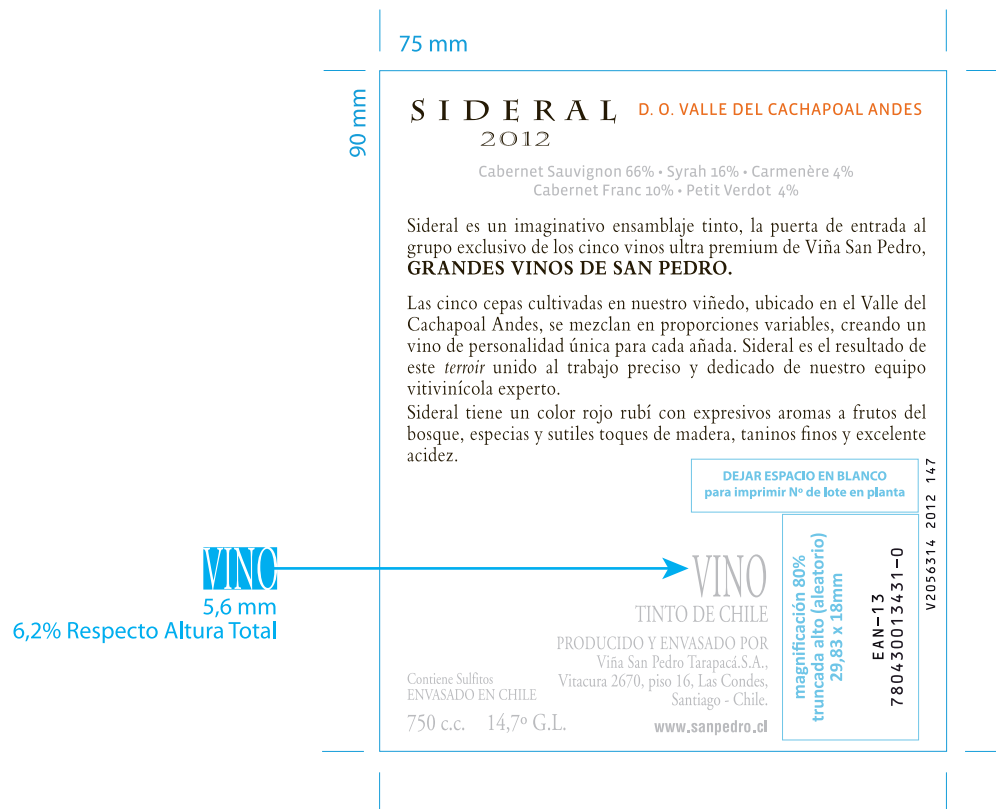 75 mm
90 mm
SIDERAL
D. O. VALLE DEL CACHAPOAL ANDES
2012
Cabernet Sauvignon 66% • Syrah 16% • Carmenère 4%
Cabernet Franc 10% • Petit Verdot 4%
Sideral es un imaginativo ensamblaje tinto, la puerta de entrada al
grupo exclusivo de los cinco vinos ultra premium de Viña San Pedro,
GRANDES VINOS DE SAN PEDRO.
Las cinco cepas cultivadas en nuestro viñedo, ubicado en el Valle del
Cachapoal Andes, se mezclan en proporciones variables, creando un
vino de personalidad única para cada añada. Sideral es el resultado de
este terroir unido al trabajo preciso y dedicado de nuestro equipo
vitivinícola experto.
Sideral tiene un color rojo rubí con expresivos aromas a frutos del
bosque, especias y sutiles toques de madera, taninos finos y excelente
acidez.
DEJAR ESPACIO EN BLANCO
para imprimir Nº de lote en planta
V2056314 2012 147
VINO
5,6 mm
6,2% Respecto Altura Total
VINO
TINTO DE CHILE
PRODUCIDO Y ENVASADO POR
Viña San Pedro Tarapacá.S.A.,
Vitacura 2670, piso 16, Las Condes,
Santiago - Chile.
www.sanpedro.cl
Contiene Sulfitos
ENVASADO EN CHILE
750 c.c. 14,7º G.L.
magnificación 80%
truncada alto (aleatorio)
29,83 x 18mm
EAN-13
780430013431-0